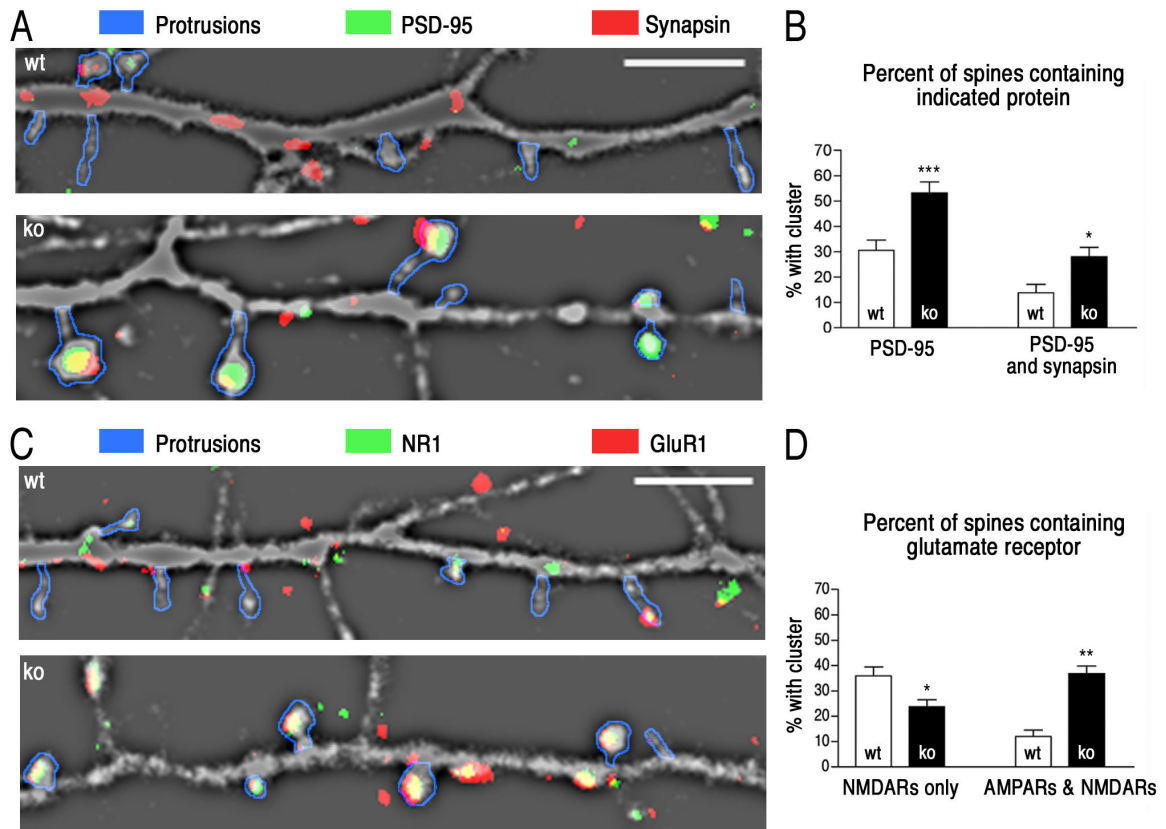 A
Protrusions
PSD-95
Synapsin
wt
ko
B
Percent of spines containing
indicated protein
% with cluster
70
60
50
40
30
20
10
0
***
*
wt
ko
wt
ko
PSD-95
PSD-95
and synapsin
C
Protrusions
NR1
GluR1
wt
ko
D
Percent of spines containing
glutamate receptor
% with cluster
70
60
50
40
30
20
10
0
*
**
wt
ko
wt
ko
NMDARs only
AMPARs & NMDARs